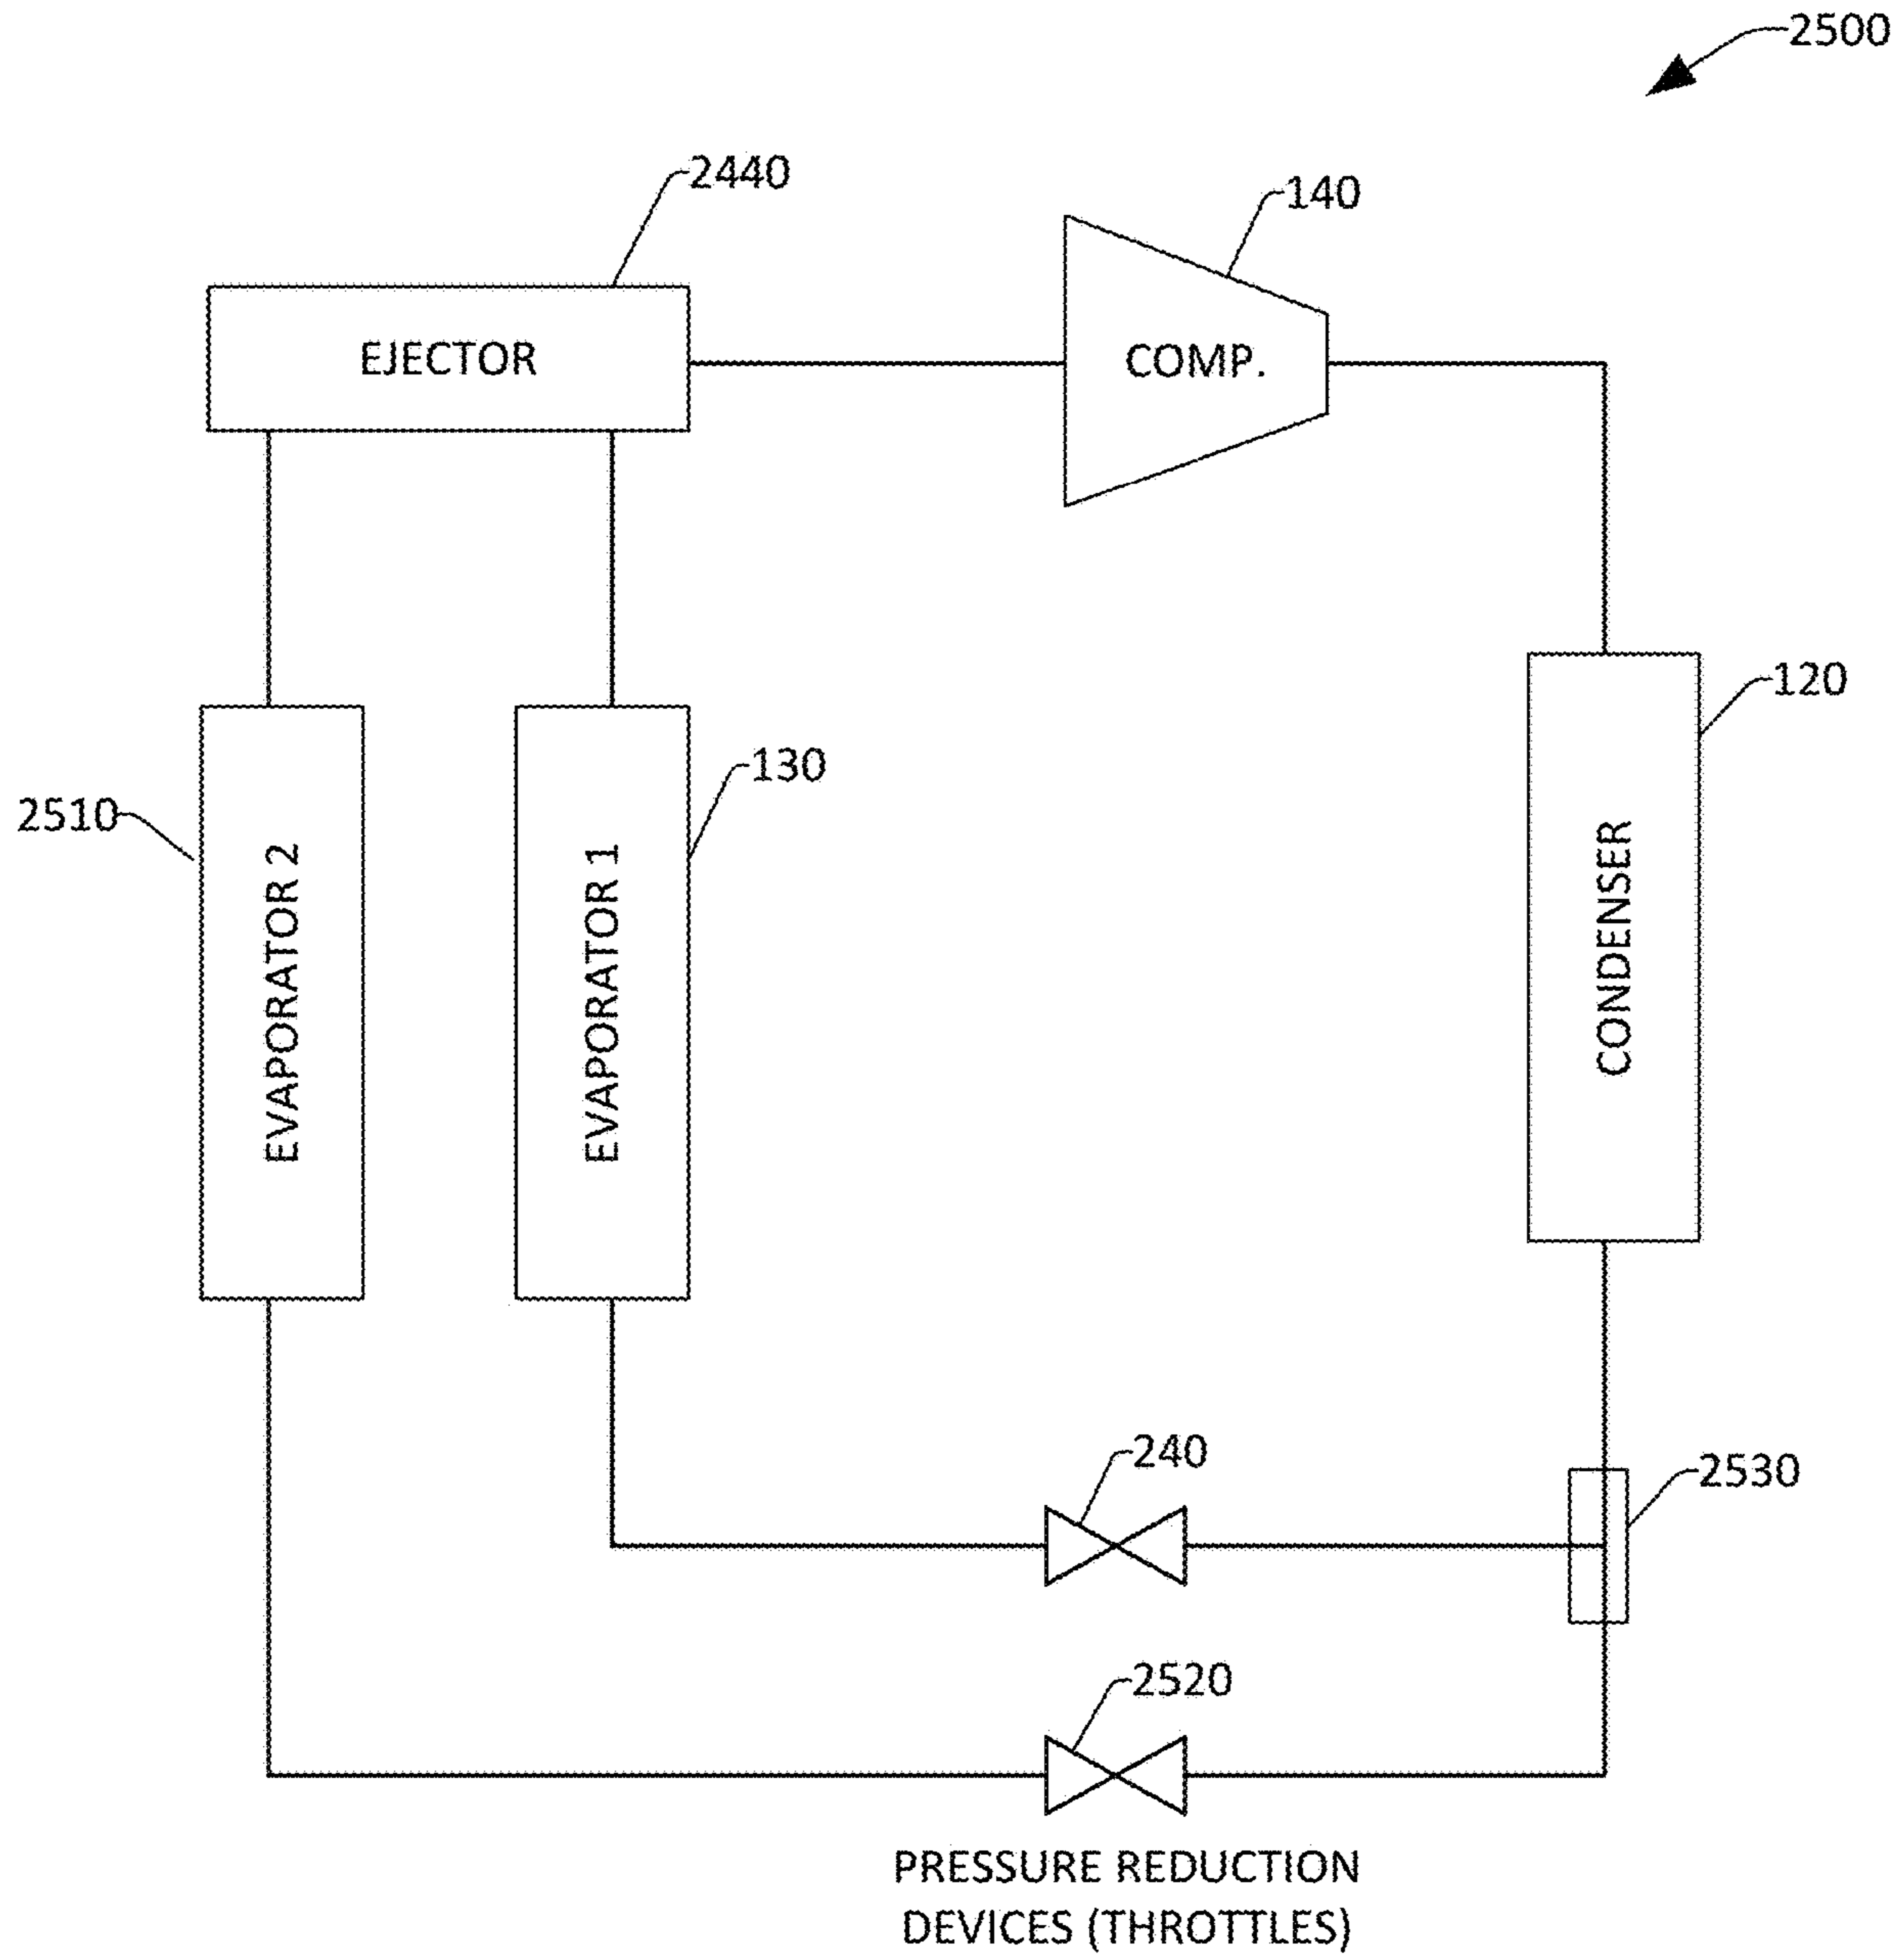 2500
2440
140
EJECTOR
COMP.
120
130
2510
EVAPORATOR 2
EVAPORATOR 1
CONDENSER
240
2530
2520
PRESSURE REDUCTION
DEVICES (THROTTLES)